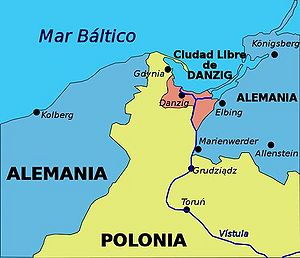 Mar Báltico
Ciudad Libre
de
DANZIG
Königsberg
Gdynia
Danzig
ALEMANIA
Elbing
Kolberg
Marienwerder
Allenstein
ALEMANIA
Grudziądz
Toruń
POLONIA
Vístula